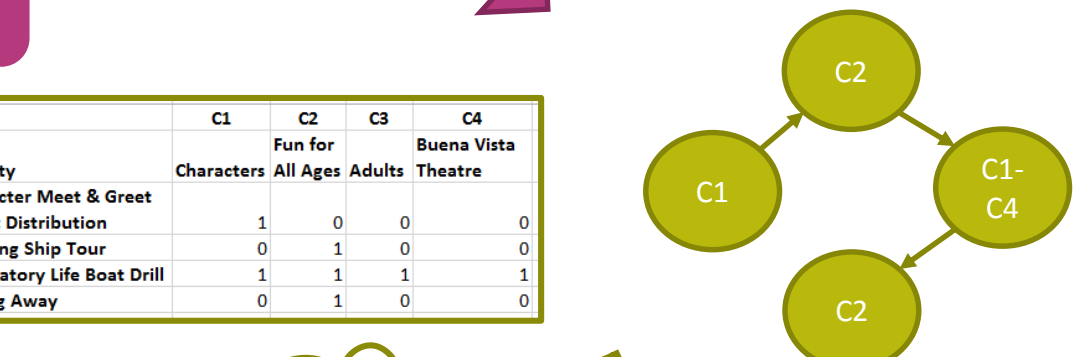 C1 C2 C3 C4
Fun for Buena Vista
ty Characters All Ages Adults Theatre
cter Meet & Greet
Distribution 1 0 0 0
ng Ship Tour 0 1 0 0
atory Life Boat Drill 1 1 1 1
g Away 0 1 0 0
C2
C1
C1-
C4
C2